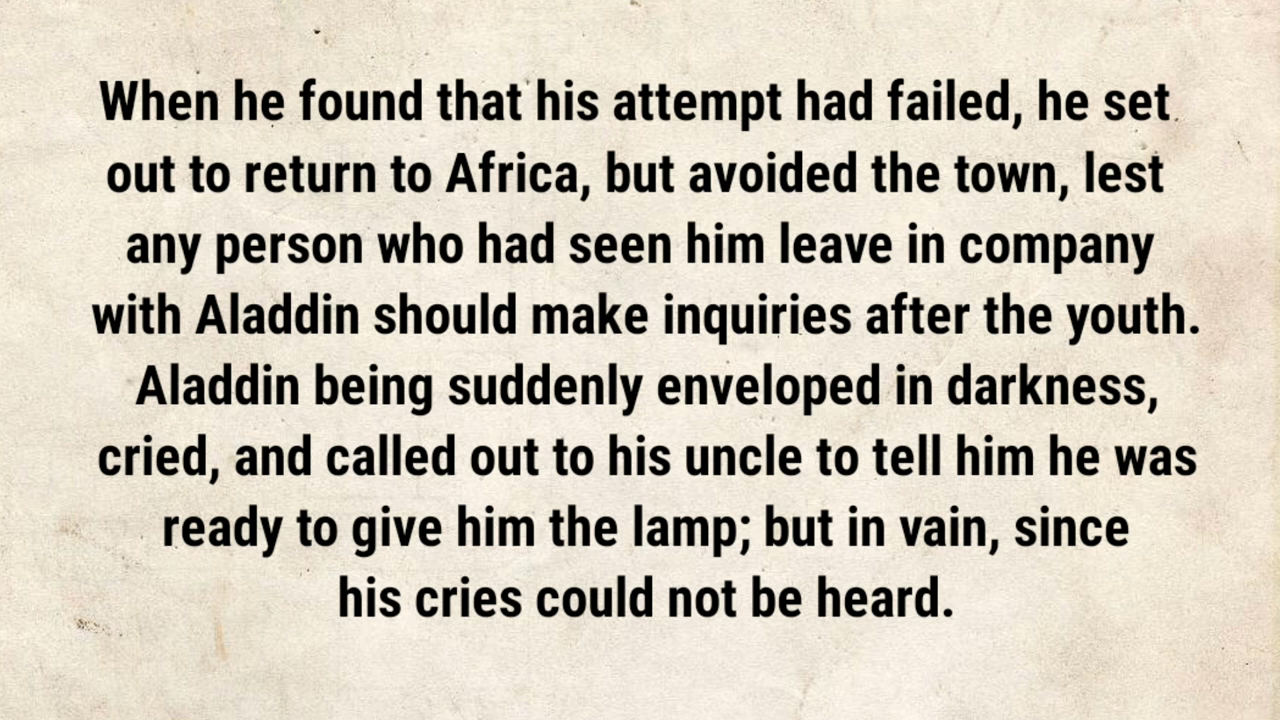 When he found that his attempt had failed, he set
out to return to Africa, but avoided the town, lest
any person who had seen him leave in company
with Aladdin should make inquiries after the youth.
Aladdin being suddenly enveloped in darkness,
cried, and called out to his uncle to tell him he was
ready to give him the lamp; but in vain, since
his cries could not be heard.